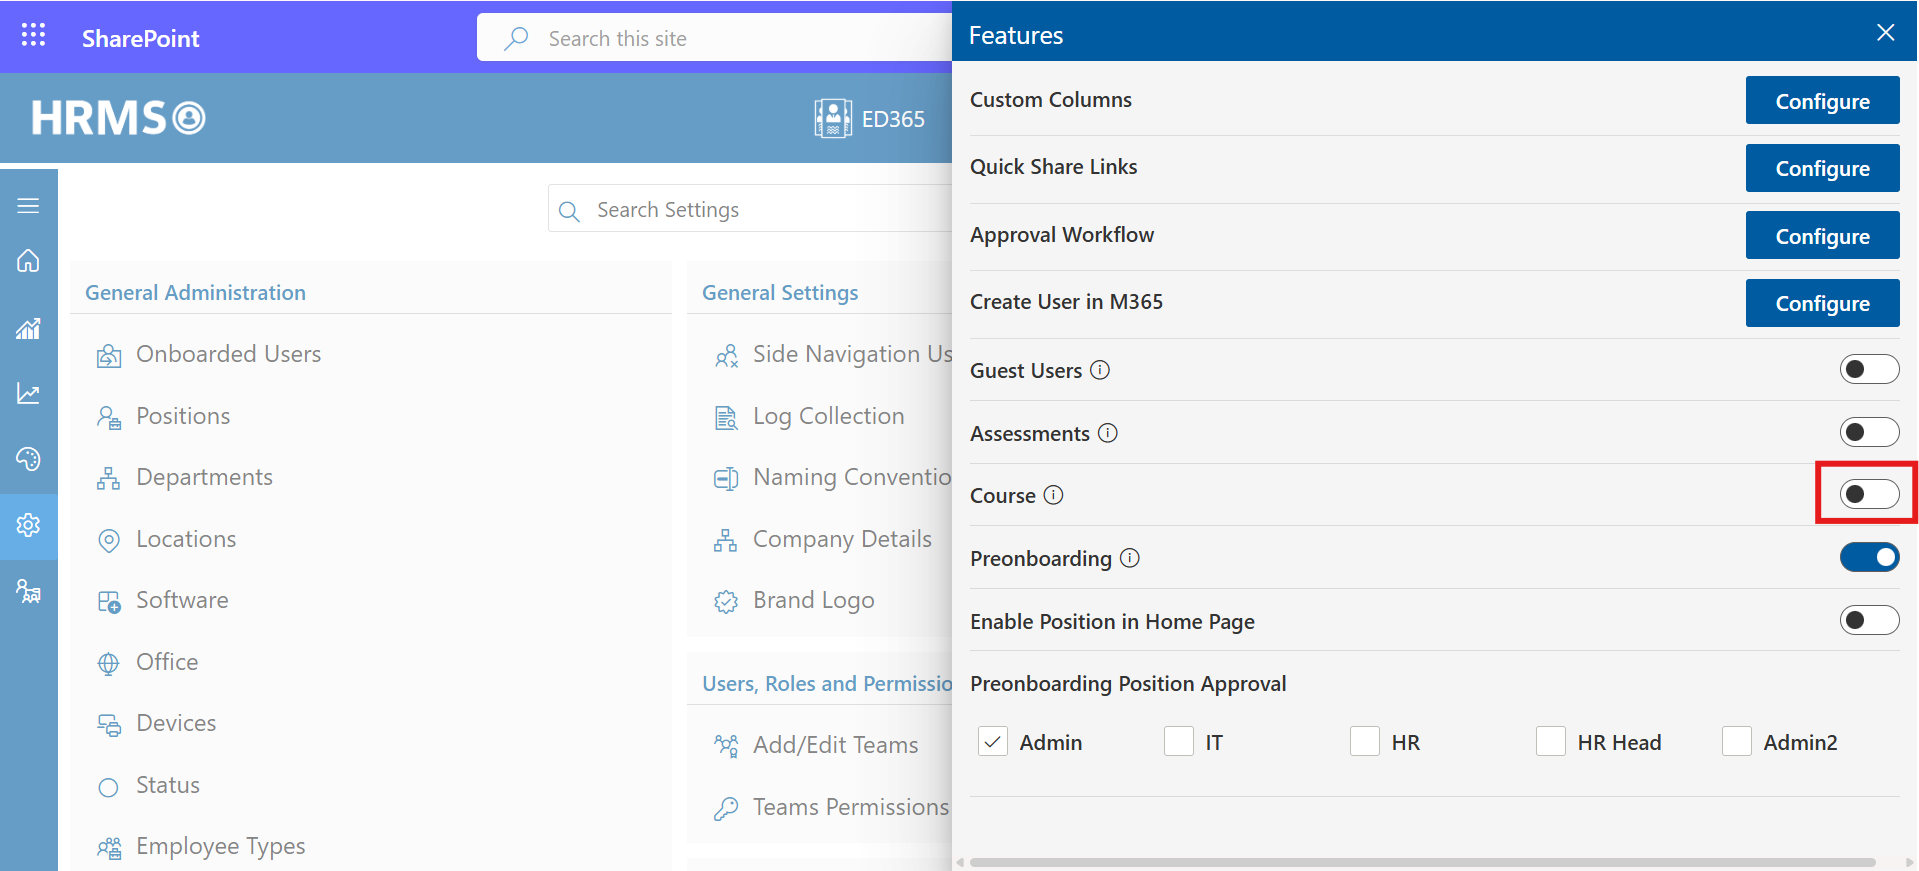 SharePoint
Search this site
HRMS
ED365
Search Settings
General Administration
Onboarded Users
Positions
Departments
Locations
Software
Office
Devices
Status
Employee Types
General Settings
Side Navigation Us
Log Collection
Naming Conventio
Company Details
Brand Logo
Users, Roles and Permissio
Add/Edit Teams
Teams Permissions
Features
Custom Columns Configure
Quick Share Links Configure
Approval Workflow Configure
Create User in M365 Configure
Guest Users
Assessments
Course
Preonboarding
Enable Position in Home Page
Preonboarding Position Approval
Admin IT HR HR Head Admin2